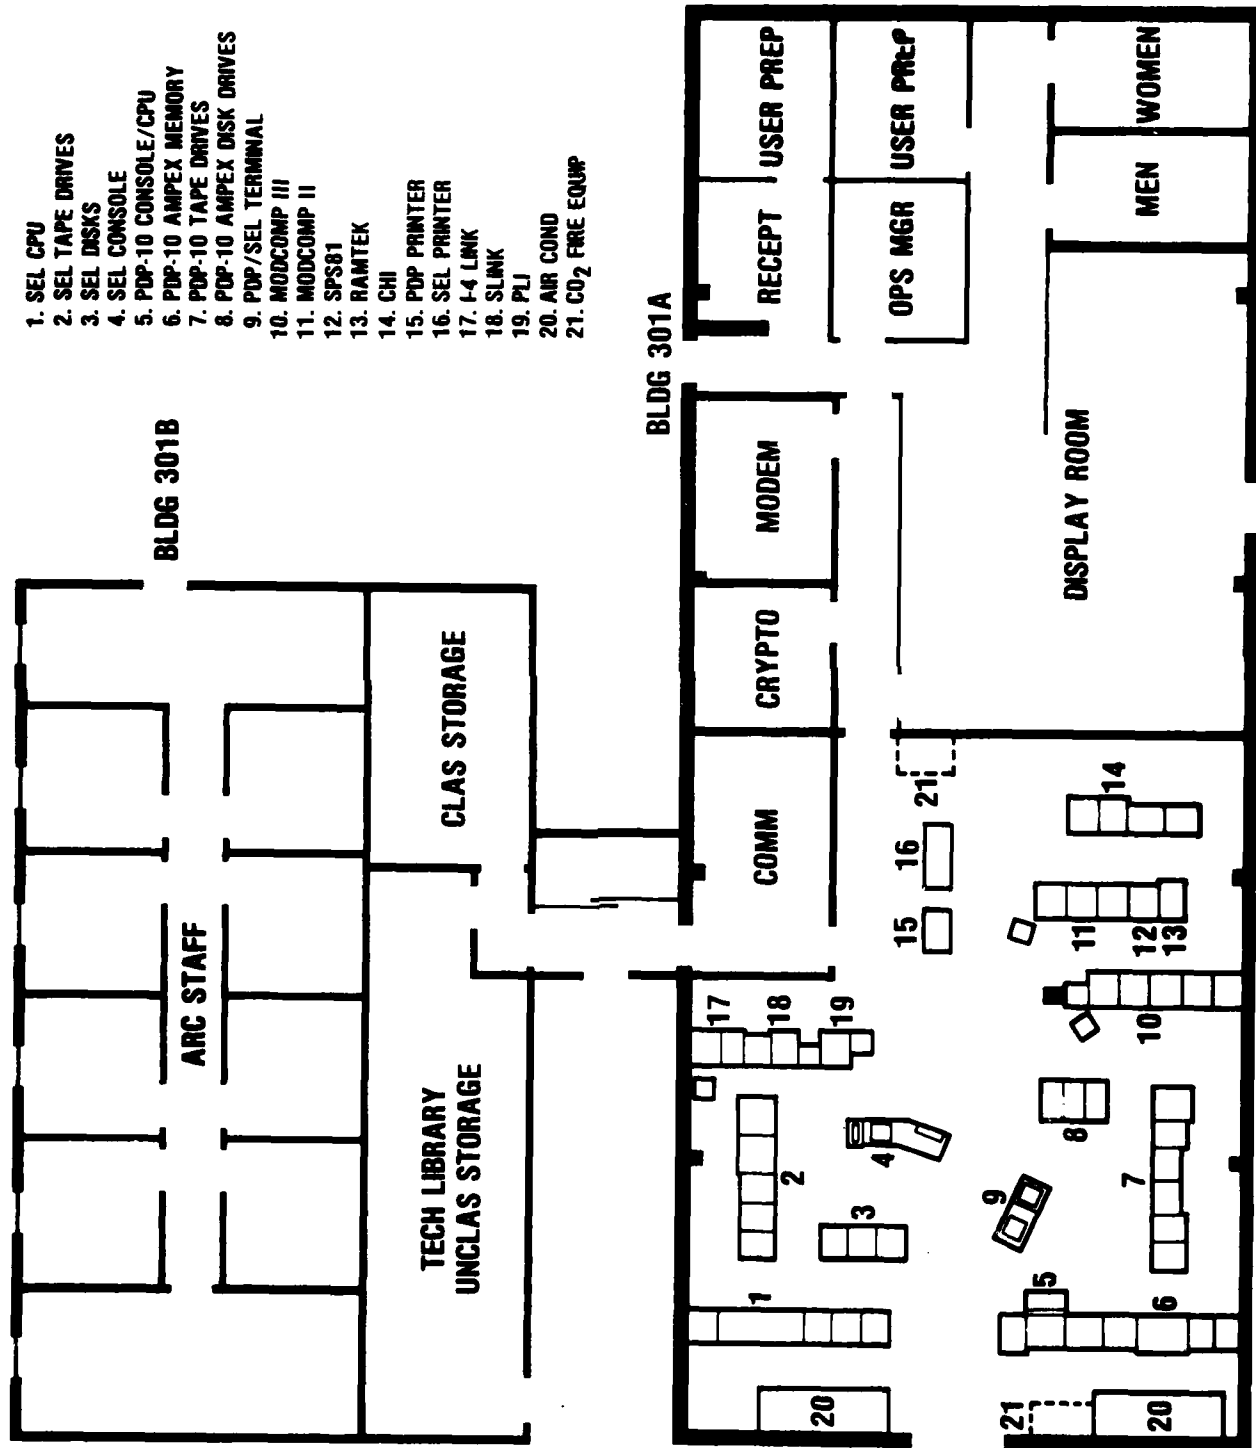 1. SEL CPU
2. SEL TAPE DRIVES
3. SEL DISKS
4. SEL CONSOLE
5. PDP-10 CONSOLE/CPU
6. PDP-10 AMPEX MEMORY
7. PDP-10 TAPE DRIVES
8. PDP-10 AMPEX DISK DRIVES
9. PDP/SEL TERMINAL
10. MODCOMP III
11. MODCOMP II
12. SPS81
13. RAMTEK
14. CHI
15. PDP PRINTER
16. SEL PRINTER
17. I-4 LINK
18. SLINK
19. PLI
20. AIR COND
21. CO2 FIRE EQUIP
BLDG 301B
ARC STAFF
TECH LIBRARY
UNCLAS STORAGE
CLAS STORAGE
BLDG 301A
COMM
CRYPTO
MODEM
RECEPT
USER PREP
OPS MGR
USER PREP
DISPLAY ROOM
MEN
WOMEN
17
18
19
2
4
3
1
20
15
16
21
14
11
12
13
10
8
9
7
5
6
21
20